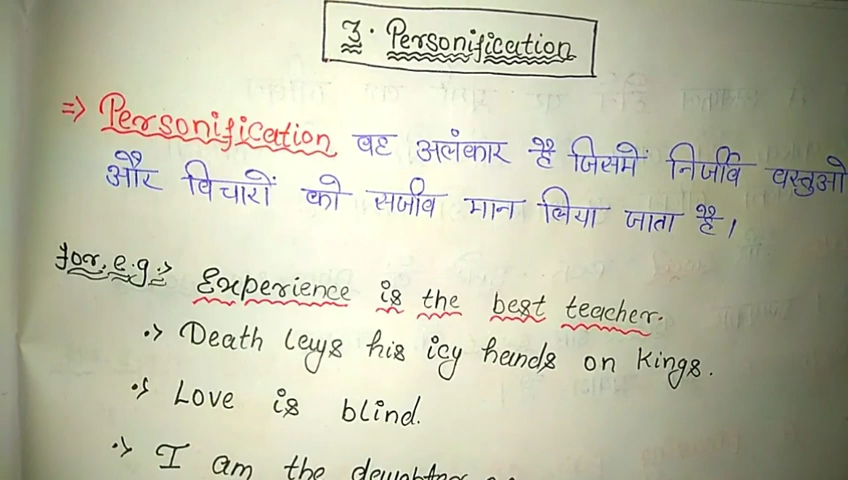 3. Personification
=> Personification वह अलंकार है जिसमें निर्जीव वस्तुओ
और विचारों को सजीव मान लिया जाता है।
for. e.g :-> Experience is the best teacher.
•> Death lays his icy hands on Kings.
•> Love is blind.
•> I am the daughter